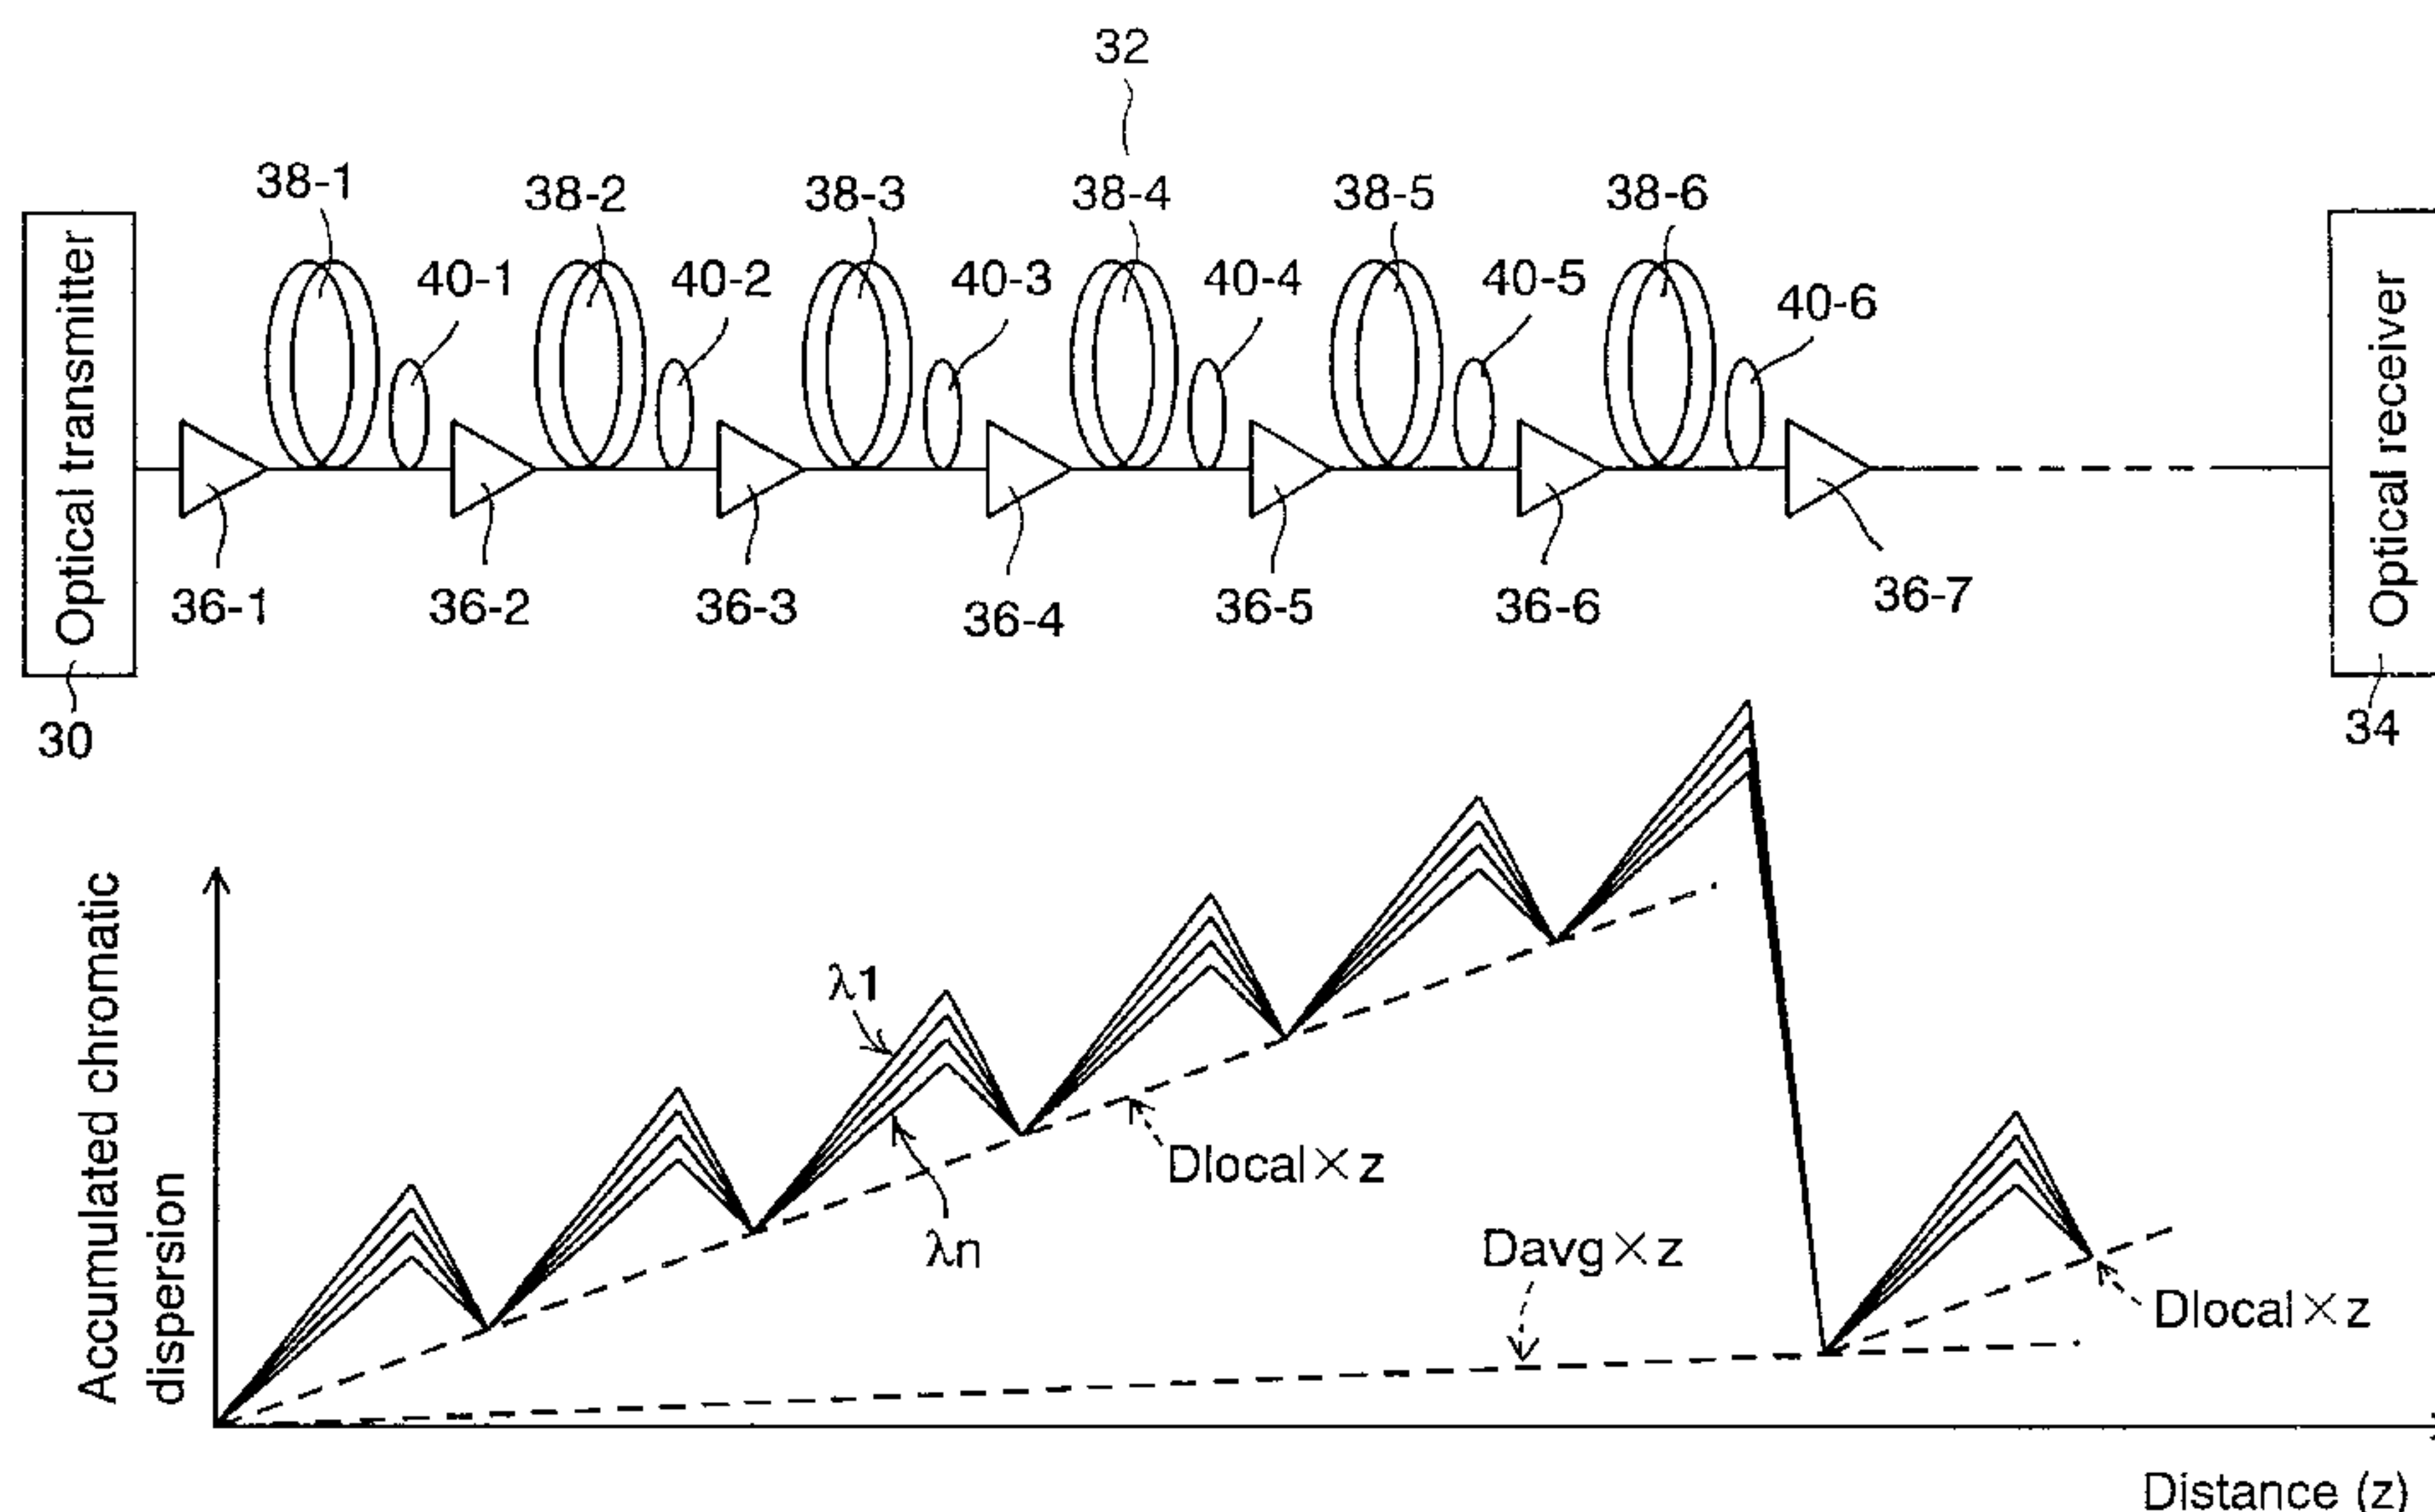 32
38-1
38-2
38-3
38-4
38-5
38-6
40-1
40-2
40-3
40-4
40-5
40-6
Optical transmitter
Optical receiver
36-1
36-2
36-3
36-4
36-5
36-6
36-7
30
34
Accumulated chromatic
dispersion
λ1
λn
Dlocal×z
Davg×z
Dlocal×z
Distance (z)